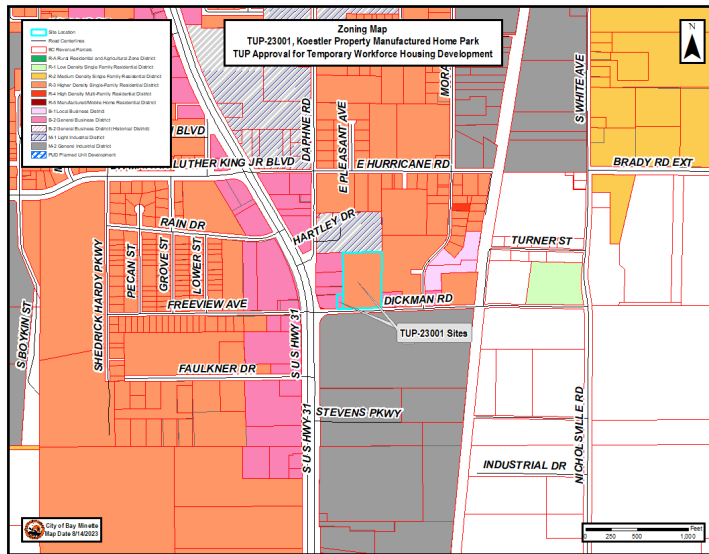 Zoning Map
TUP-23001, Koestler Property Manufactured Home Park
TUP Approval for Temporary Workforce Housing Development
Site Location
Road Centerlines
BC Revenue Parcels
R-A Rural Residential and Agricultural Zone District
R-1 Low Density Single Family Residential District
R-2 Medium Density Single-Family Residential District
R-3 Higher Density Single-Family Residential District
R-4 High Density Multi-Family Residential District
R-5 Manufactured/Mobile Home Residential District
B-1 Local Business District
B-2 General Business District
B-2 General Business District (Historical District)
M-1 Light Industrial District
M-2 General Industrial District
PUD Planned Unit Development
N
BLVD
LUTHER KING JR BLVD
DAPHNE RD
E PLEASANT AVE
MORA
E HURRICANE RD
S WHITE AVE
BRADY RD EXT
RAIN DR
HARTLEY DR
TURNER ST
SHEDRICK HARDY PKWY
PECAN ST
GROVE ST
LOWER ST
FREEVIEW AVE
DICKMAN RD
S BOYKIN ST
S U S HWY 31
TUP-23001 Sites
FAULKNER DR
STEVENS PKWY
S U S HWY 31
NICHOLSVILLE RD
INDUSTRIAL DR
City of Bay Minette
Map Date 8/14/2023
Feet
0 250 500 1,000